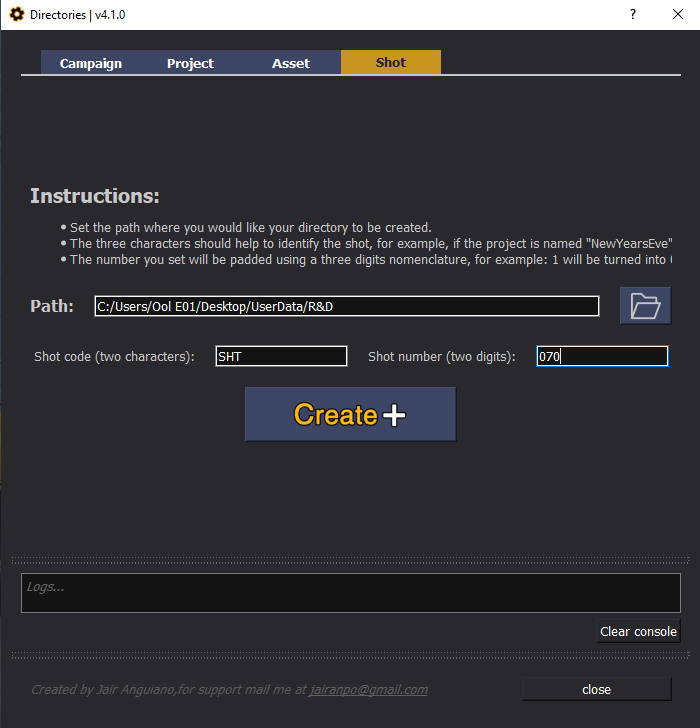 Directories | v4.1.0 ?
Campaign Project Asset Shot
Instructions:
• Set the path where you would like your directory to be created.
• The three characters should help to identify the shot, for example, if the project is named "NewYearsEve"
• The number you set will be padded using a three digits nomenclature, for example: 1 will be turned into
Path: C:/Users/Ool E01/Desktop/UserData/R&D
Shot code (two characters): SHT Shot number (two digits): 070
Create+
Logs...
Clear console
Created by Jair Anguiano,for support mail me at jairanpo@gmail.com close